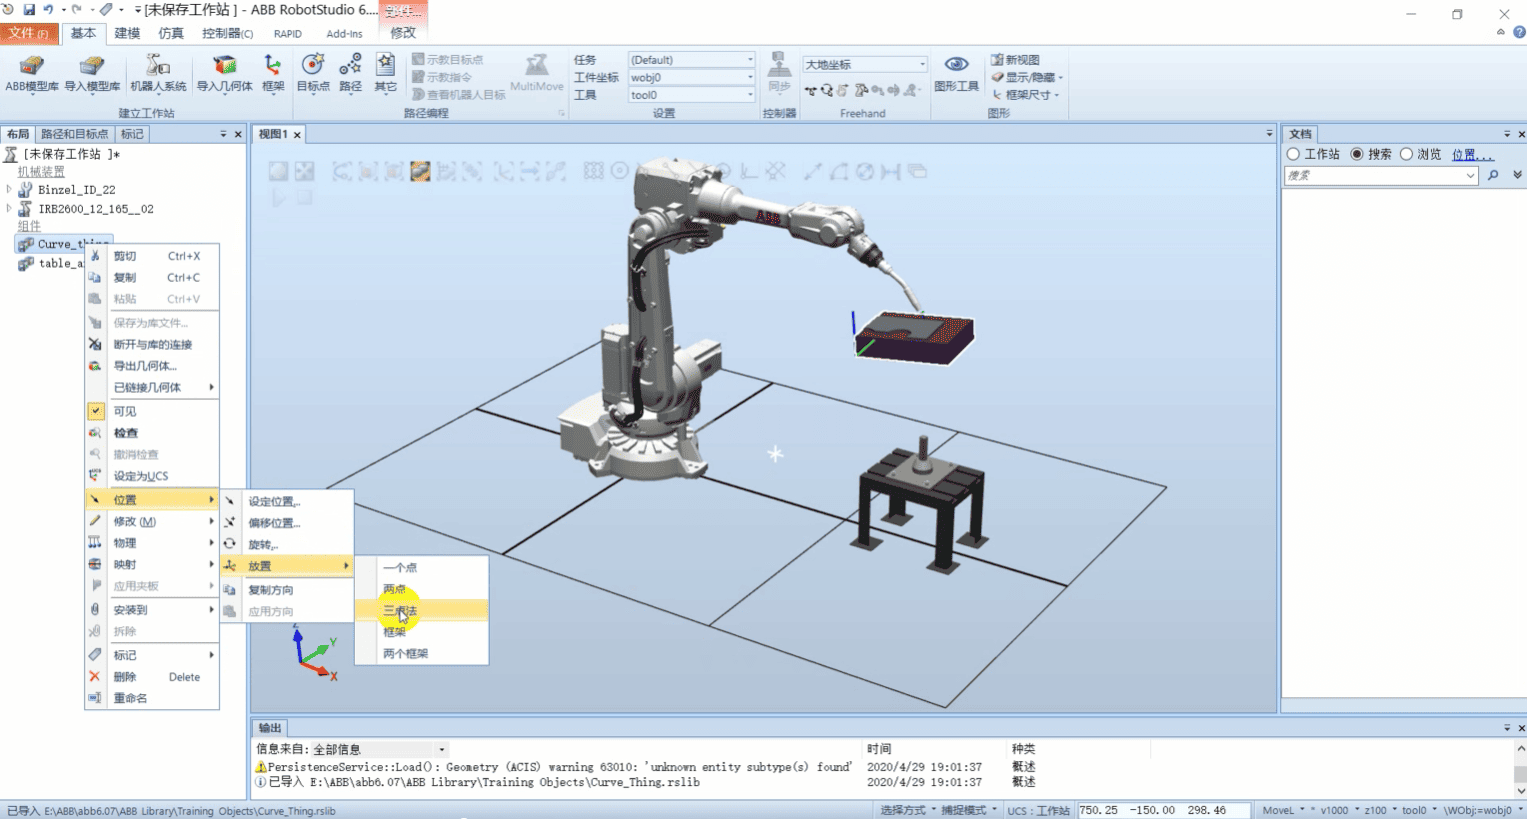 [未保存工作站 ] - ABB RobotStudio 6....
部件...
文件 (F) 基本 建模 仿真 控制器(C) RAPID Add-Ins 修改
ABB模型库 导入模型库 机器人系统 导入几何体 框架
建立工作站
目标点 路径 其它
示教目标点
示教指令
查看机器人目标
MultiMove
路径编程
任务 (Default)
工件坐标 wobj0
工具 tool0
设置
同步
控制器
大地坐标
Freehand
图形工具
新视图
显示/隐藏
框架尺寸
图形
布局 路径和目标点 标记
[未保存工作站 ]*
机械装置
Binzel_ID_22
IRB2600_12_165__02
组件
Curve_thing
table_a
剪切 Ctrl+X
复制 Ctrl+C
粘贴 Ctrl+V
保存为库文件...
断开与库的连接
导出几何体...
已链接几何体
可见
检查
撤消检查
设定为UCS
位置
修改 (M)
物理
映射
应用夹板
安装到
拆除
标记
删除 Delete
重命名
设定位置...
偏移位置...
旋转...
放置
复制方向
应用方向
一个点
两点
三点法
框架
两个框架
视图1
ABB
Z
Y
X
文档
工作站 搜索 浏览 位置...
搜索
输出
信息来自: 全部信息 时间 种类
PersistenceService::Load(): Geometry (ACIS) warning 63010: 'unknown entity subtype(s) found' 2020/4/29 19:01:37 概述
已导入 E:\ABB\abb6.07\ABB Library\Training Objects\Curve_Thing.rslib 2020/4/29 19:01:37 概述
已导入 E:\ABB\abb6.07\ABB Library\Training Objects\Curve_Thing.rslib
选择方式 捕捉模式 UCS : 工作站 750.25 -150.00 298.46 MoveL * v1000 z100 tool0 \WObj:=wobj0